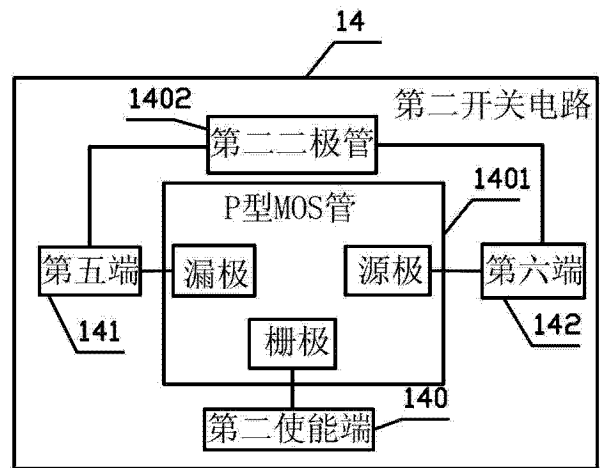 14
第二开关电路
1402
第二二极管
P型MOS管
1401
第五端
漏极
源极
第六端
141
142
栅极
140
第二使能端